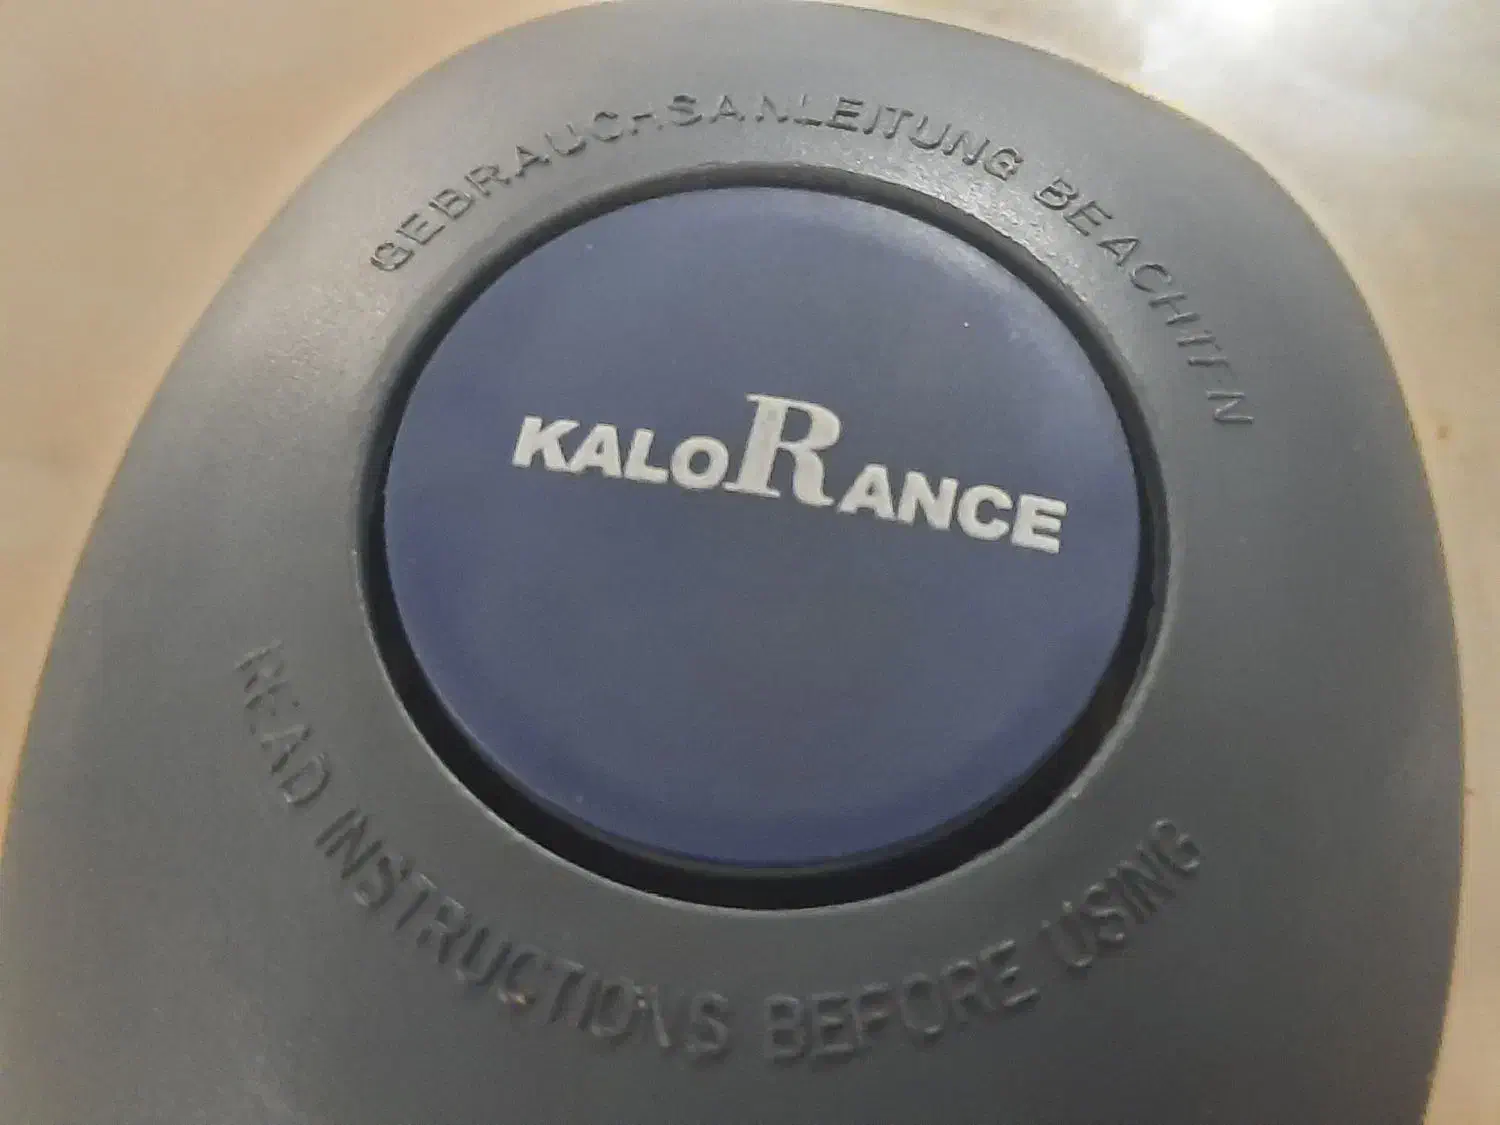 GEBRAUCHSANLEITUNG BEACHTEN
KALORANCE
READ INSTRUCTIONS BEFORE USING